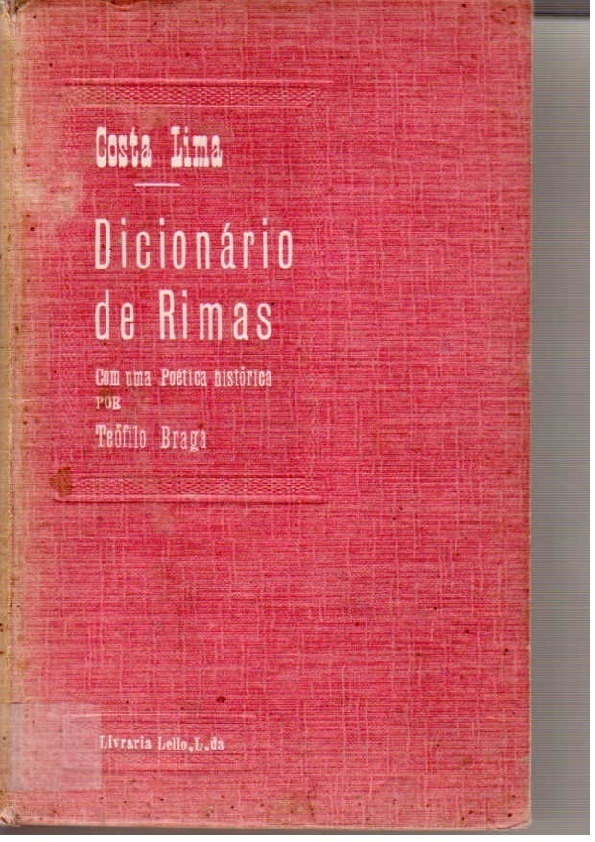 Costa Lima
Dicionário
de Rimas
Com uma Poética histórica
POR
Teófilo Braga
Livraria Lello, L.da